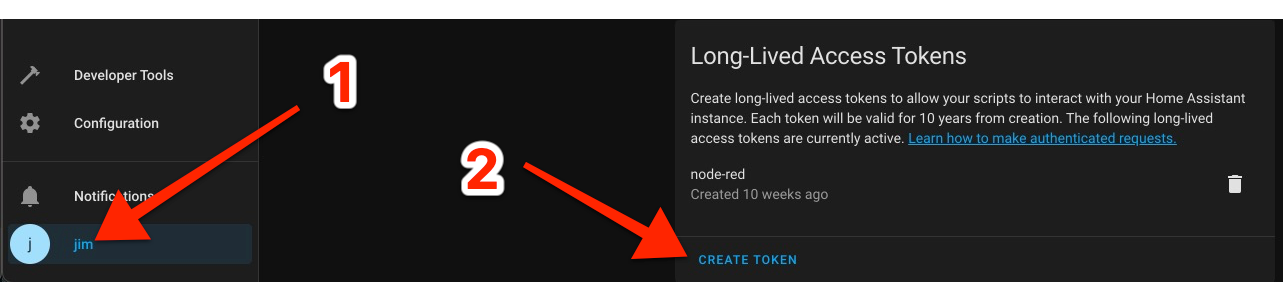 Developer Tools
Configuration
Notifications
j
jim
1
2
Long-Lived Access Tokens
Create long-lived access tokens to allow your scripts to interact with your Home Assistant
instance. Each token will be valid for 10 years from creation. The following long-lived
access tokens are currently active. Learn how to make authenticated requests.
node-red
Created 10 weeks ago
CREATE TOKEN